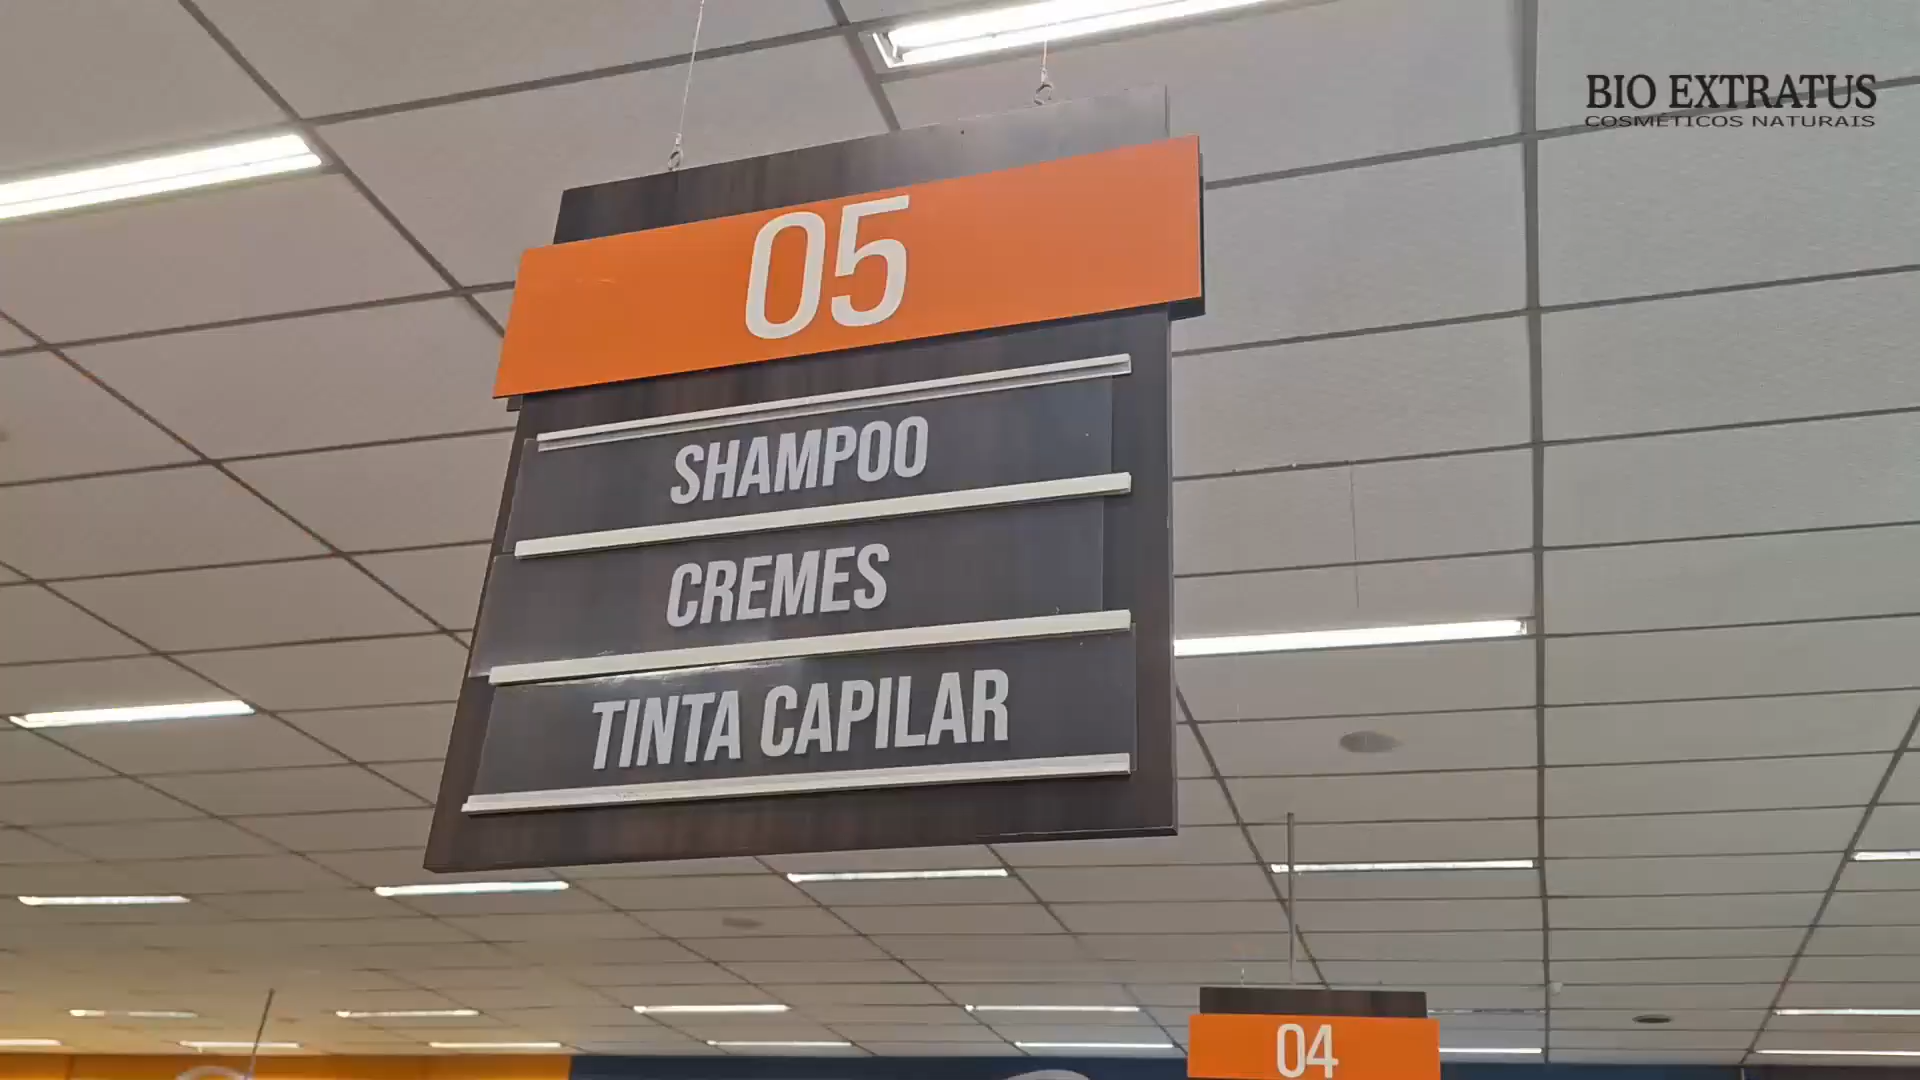 BIO EXTRATUS
COSMÉTICOS NATURAIS
05
SHAMPOO
CREMES
TINTA CAPILAR
04